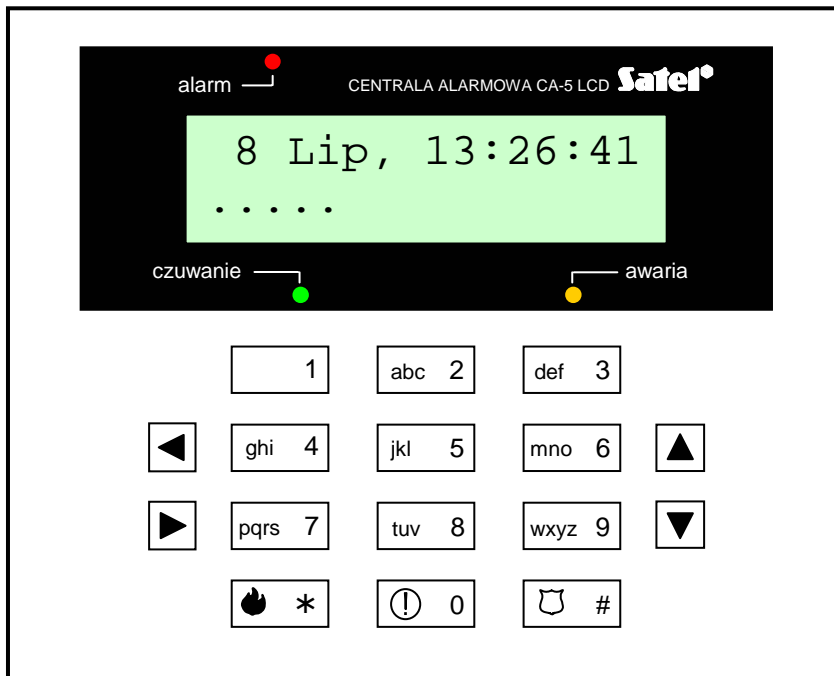 alarm
CENTRALA ALARMOWA CA-5 LCD Satel®
8 Lip, 13:26:41
.....
czuwanie awaria
1 abc 2 def 3
ghi 4 jkl 5 mno 6
pqrs 7 tuv 8 wxyz 9
* 0 #